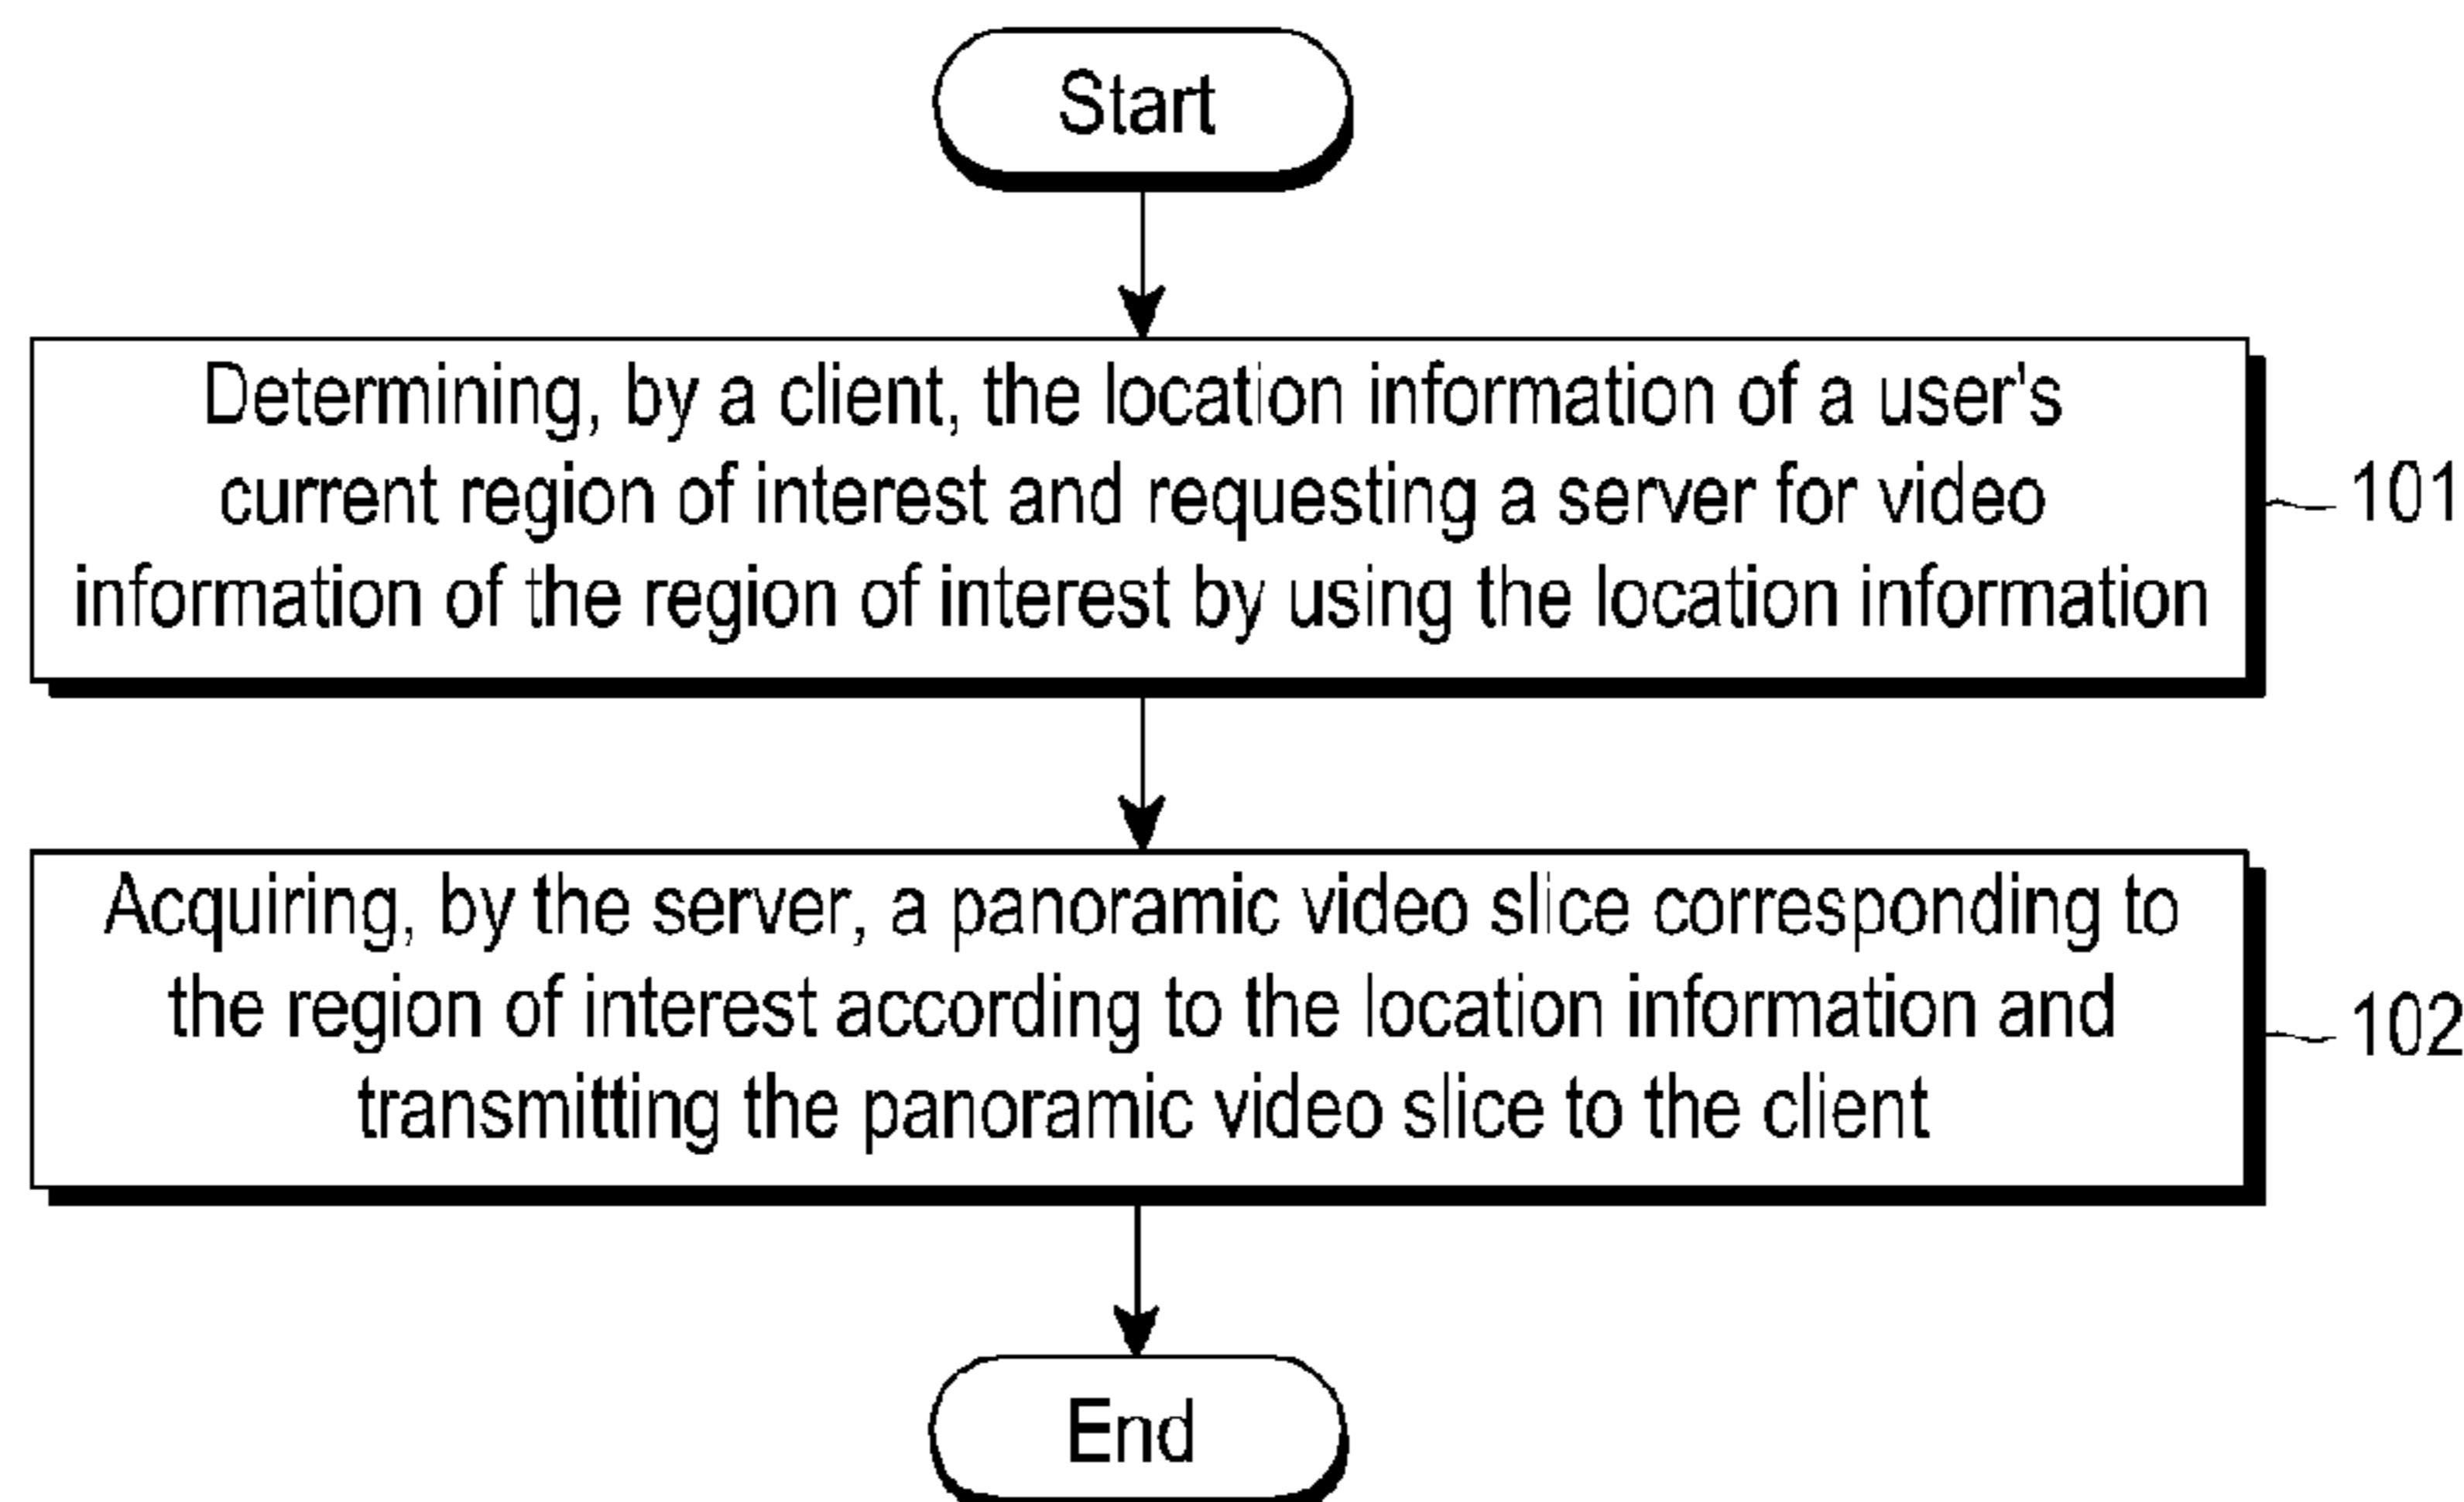 Start
Determining, by a client, the location information of a user's
current region of interest and requesting a server for video
information of the region of interest by using the location information
101
Acquiring, by the server, a panoramic video slice corresponding to
the region of interest according to the location information and
transmitting the panoramic video slice to the client
102
End